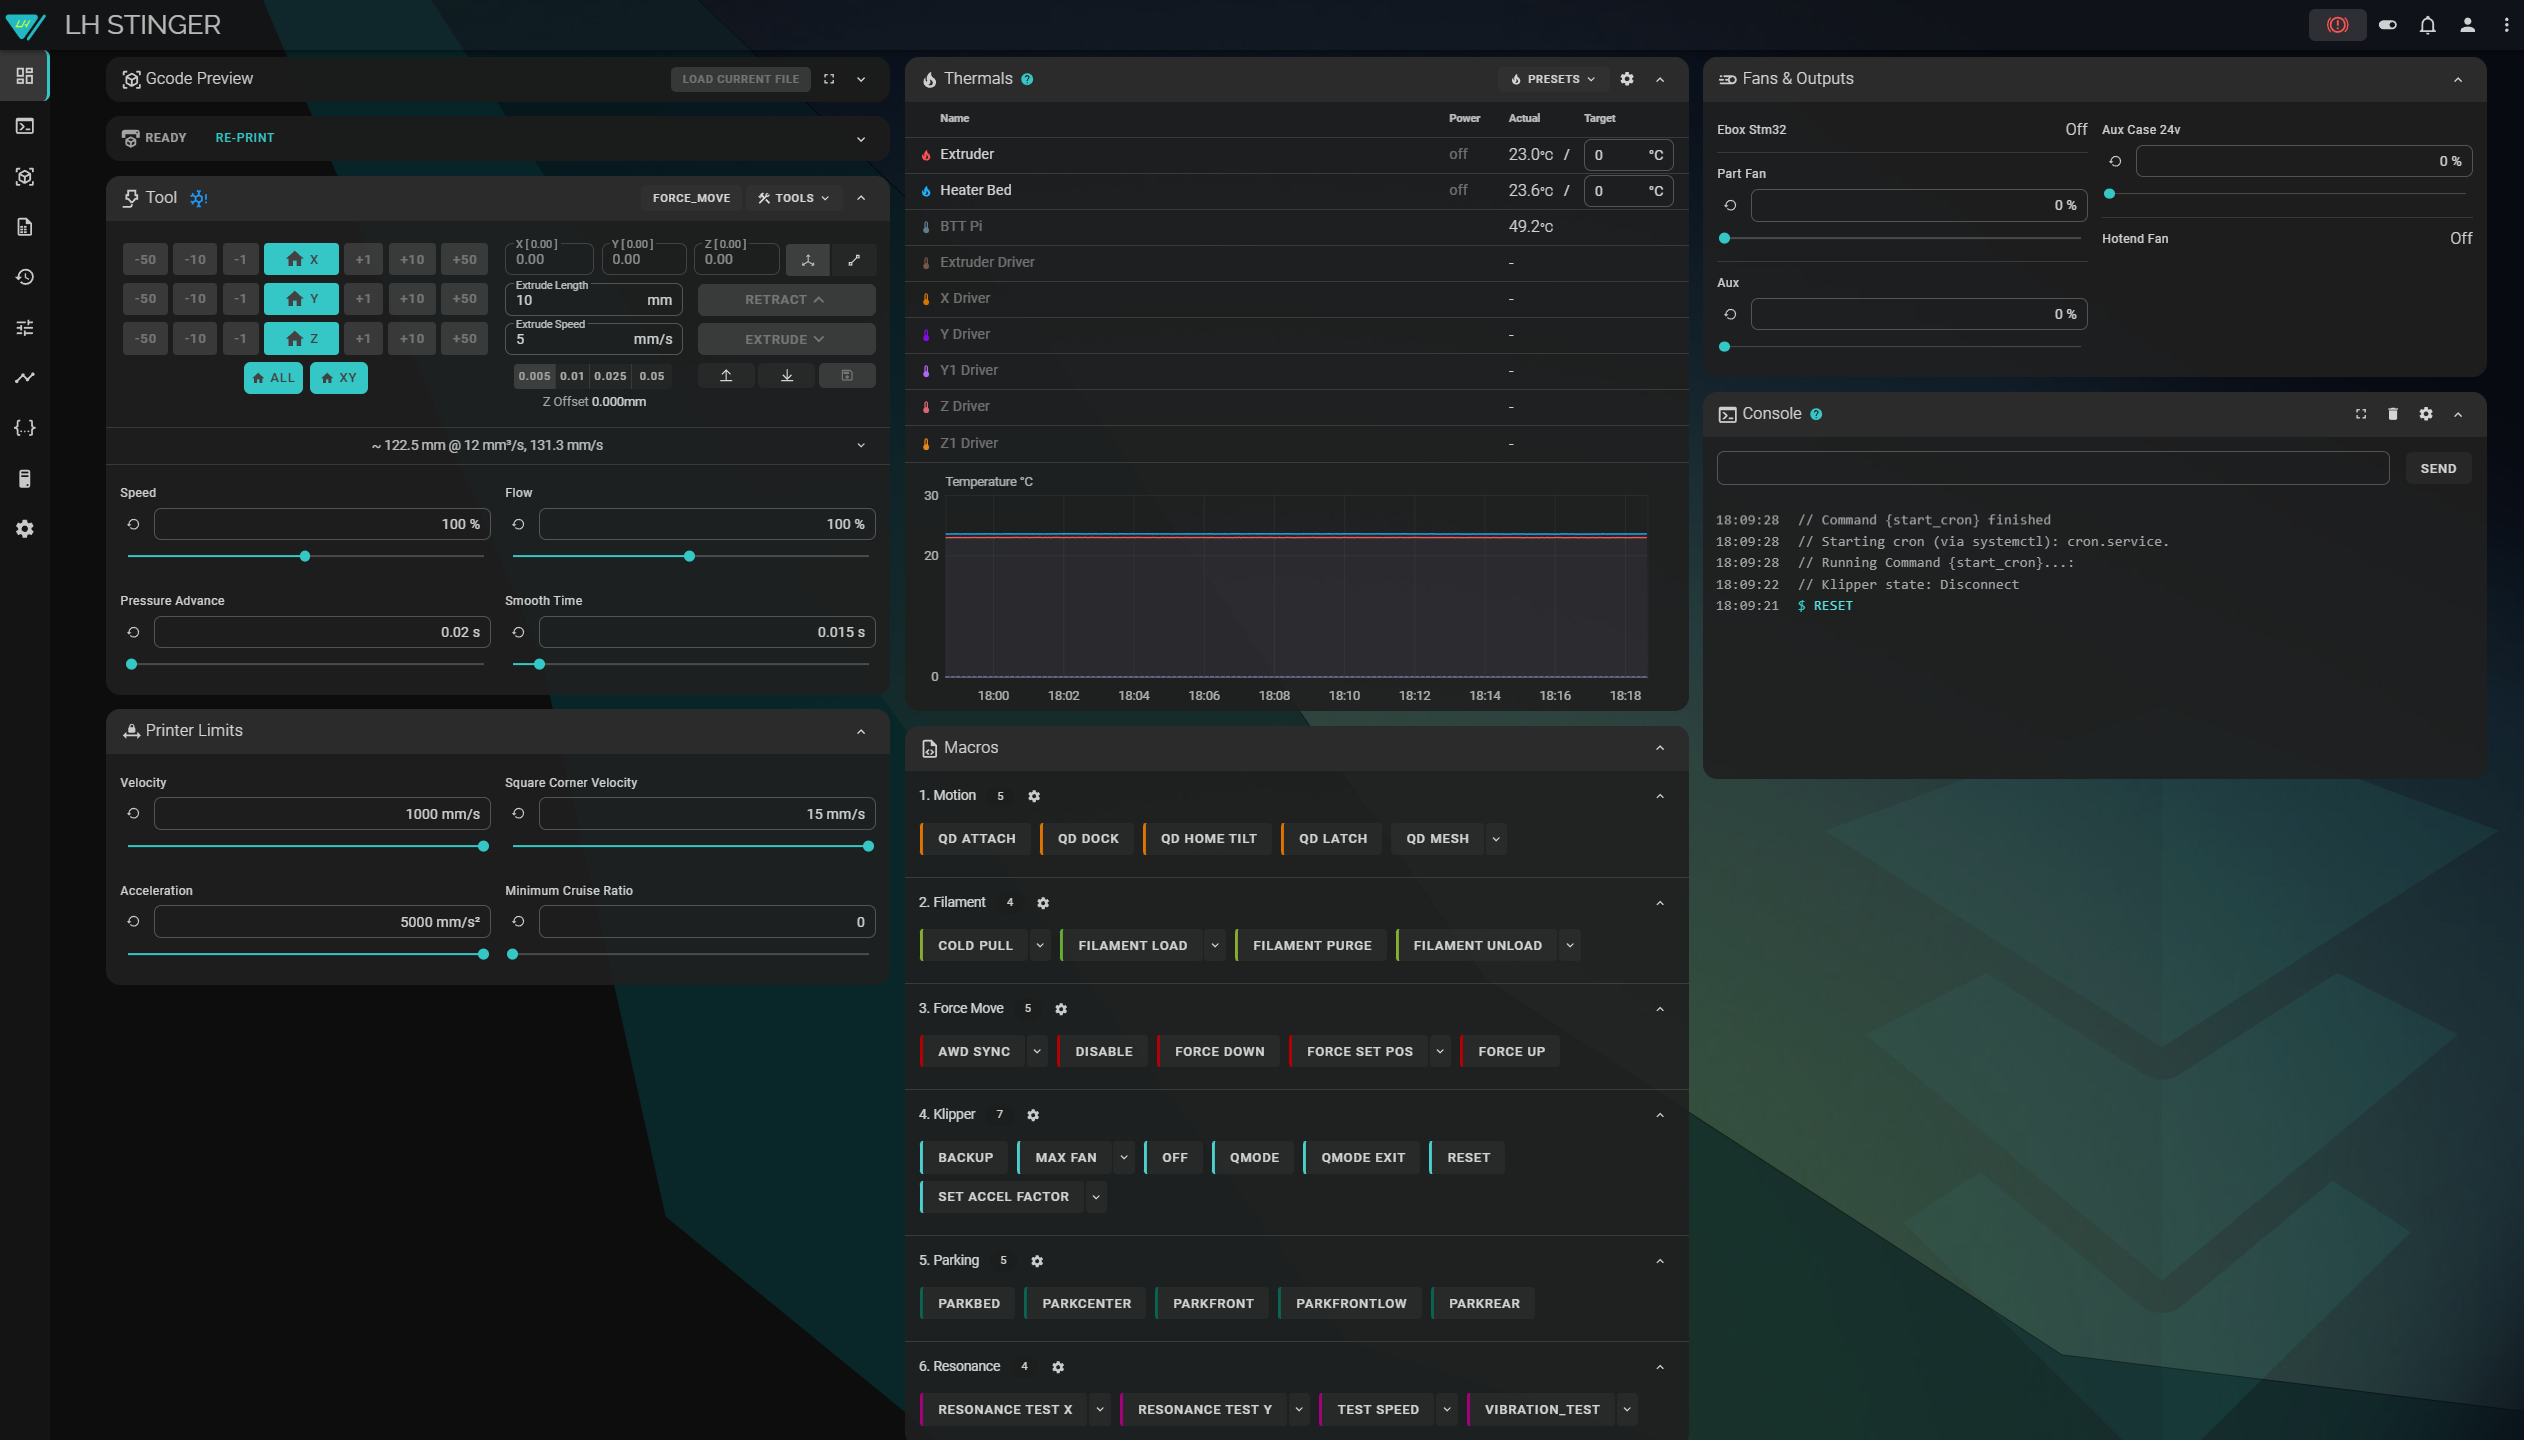 LH STINGER
Gcode Preview
LOAD CURRENT FILE
READY
RE-PRINT
Tool
FORCE_MOVE
TOOLS
-50 -10 -1 X +1 +10 +50
X [ 0.00 ] Y [ 0.00 ] Z [ 0.00 ]
0.00 0.00 0.00
-50 -10 -1 Y +1 +10 +50
Extrude Length
10 mm
RETRACT
-50 -10 -1 Z +1 +10 +50
Extrude Speed
5 mm/s
EXTRUDE
ALL XY
0.005 0.01 0.025 0.05
Z Offset 0.000mm
~ 122.5 mm @ 12 mm³/s, 131.3 mm/s
Speed
100 %
Flow
100 %
Pressure Advance
0.02 s
Smooth Time
0.015 s
Printer Limits
Velocity
1000 mm/s
Square Corner Velocity
15 mm/s
Acceleration
5000 mm/s²
Minimum Cruise Ratio
0
Thermals
PRESETS
Name Power Actual Target
Extruder off 23.0°C / 0 °C
Heater Bed off 23.6°C / 0 °C
BTT Pi 49.2°C
Extruder Driver -
X Driver -
Y Driver -
Y1 Driver -
Z Driver -
Z1 Driver -
Temperature °C
30
20
0
18:00 18:02 18:04 18:06 18:08 18:10 18:12 18:14 18:16 18:18
Macros
1. Motion 5
QD ATTACH QD DOCK QD HOME TILT QD LATCH QD MESH
2. Filament 4
COLD PULL FILAMENT LOAD FILAMENT PURGE FILAMENT UNLOAD
3. Force Move 5
AWD SYNC DISABLE FORCE DOWN FORCE SET POS FORCE UP
4. Klipper 7
BACKUP MAX FAN OFF QMODE QMODE EXIT RESET
SET ACCEL FACTOR
5. Parking 5
PARKBED PARKCENTER PARKFRONT PARKFRONTLOW PARKREAR
6. Resonance 4
RESONANCE TEST X RESONANCE TEST Y TEST SPEED VIBRATION_TEST
Fans & Outputs
Ebox Stm32 Off
Part Fan
0 %
Aux
0 %
Aux Case 24v
0 %
Hotend Fan Off
Console
SEND
18:09:28 // Command {start_cron} finished
18:09:28 // Starting cron (via systemctl): cron.service.
18:09:28 // Running Command {start_cron}...:
18:09:22 // Klipper state: Disconnect
18:09:21 $ RESET